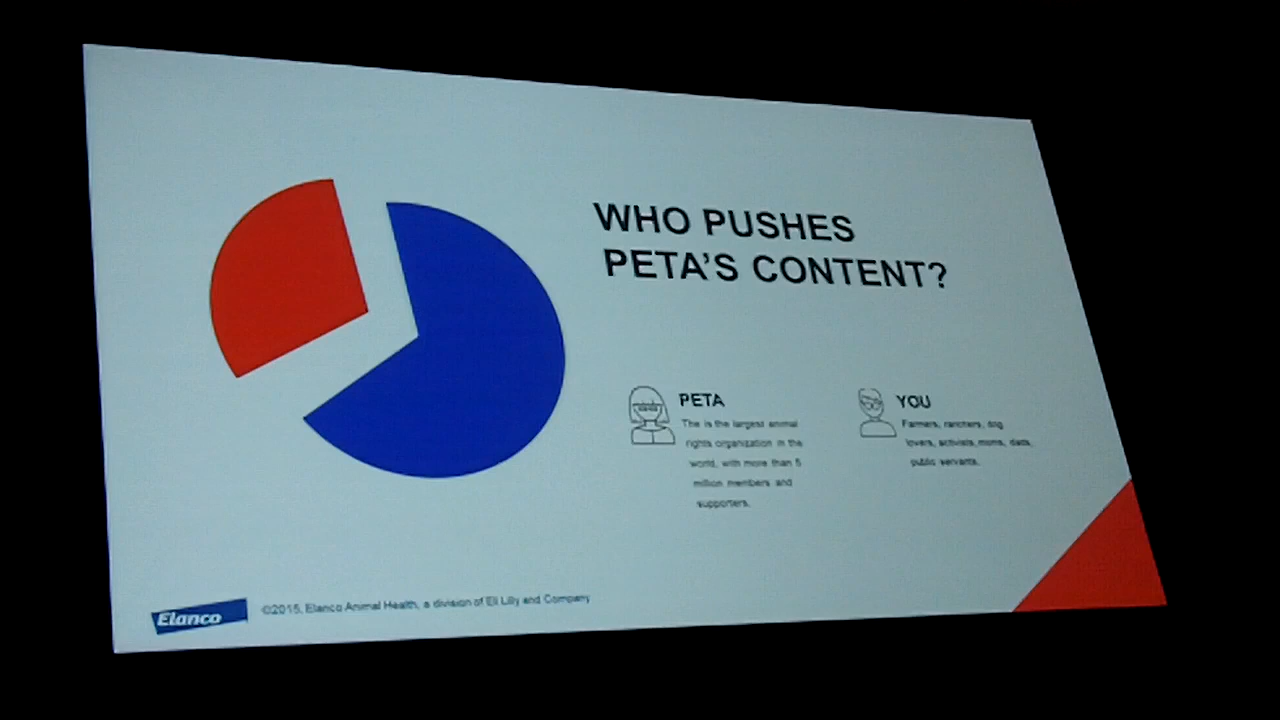 WHO PUSHES
PETA'S CONTENT?
PETA
The is the largest animal
rights organization in the
world, with more than 5
million members and
supporters.
YOU
Farmers, ranchers, dog
lovers, activists, moms, dads,
public servants.
Elanco
©2015, Elanco Animal Health, a division of Eli Lilly and Company